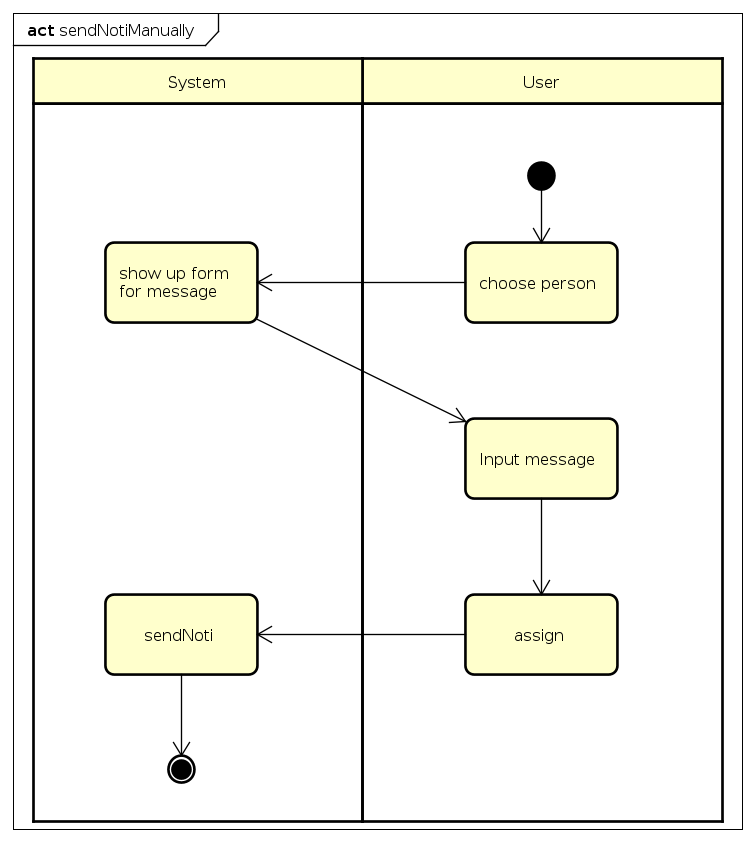 act sendNotiManually
System
User
show up form
for message
choose person
Input message
sendNoti
assign